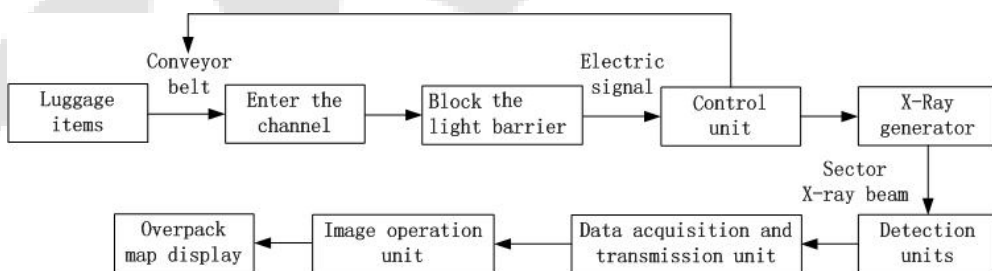 Conveyor
belt
Electric
signal
Luggage
items
Enter the
channel
Block the
light barrier
Control
unit
X-Ray
generator
Sector
X-ray beam
Overpack
map display
Image operation
unit
Data acquisition and
transmission unit
Detection
units